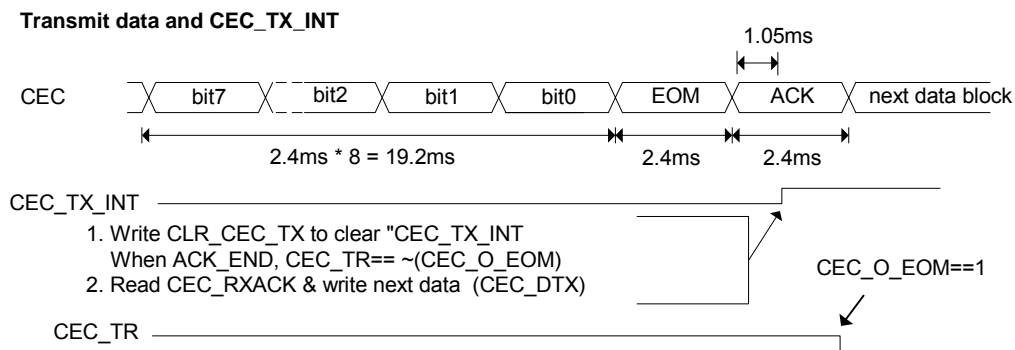 Transmit data and CEC_TX_INT
1.05ms
CEC bit7 bit2 bit1 bit0 EOM ACK next data block
2.4ms * 8 = 19.2ms 2.4ms 2.4ms
CEC_TX_INT
1. Write CLR_CEC_TX to clear "CEC_TX_INT
When ACK_END, CEC_TR== ~(CEC_O_EOM)
2. Read CEC_RXACK & write next data (CEC_DTX)
CEC_O_EOM==1
CEC_TR